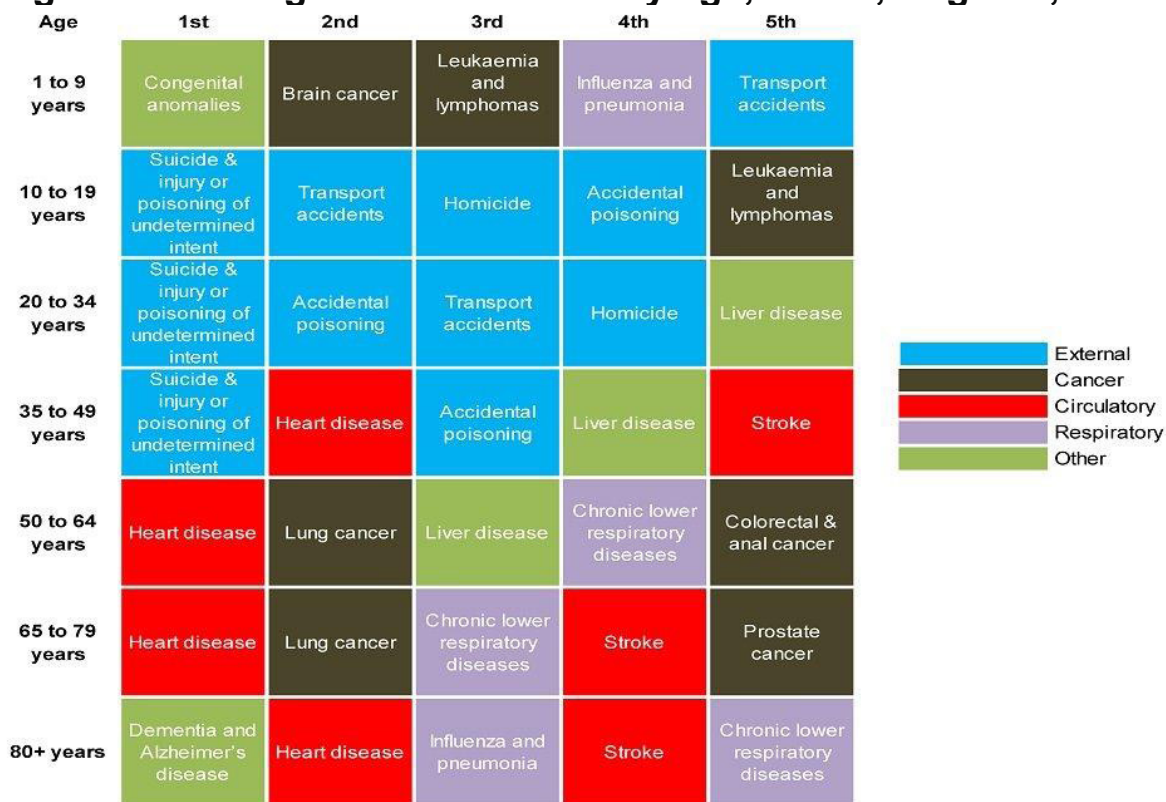 Age 1st 2nd 3rd 4th 5th
1 to 9
years
Congenital
anomalies
Brain cancer
Leukaemia
and
lymphomas
Influenza and
pneumonia
Transport
accidents
10 to 19
years
Suicide &
injury or
poisoning of
undetermined
intent
Transport
accidents
Homicide
Accidental
poisoning
Leukaemia
and
lymphomas
20 to 34
years
Suicide &
injury or
poisoning of
undetermined
intent
Accidental
poisoning
Transport
accidents
Homicide
Liver disease
35 to 49
years
Suicide &
injury or
poisoning of
undetermined
intent
Heart disease
Accidental
poisoning
Liver disease
Stroke
50 to 64
years
Heart disease
Lung cancer
Liver disease
Chronic lower
respiratory
diseases
Colorectal &
anal cancer
65 to 79
years
Heart disease
Lung cancer
Chronic lower
respiratory
diseases
Stroke
Prostate
cancer
80+ years
Dementia and
Alzheimer's
disease
Heart disease
Influenza and
pneumonia
Stroke
Chronic lower
respiratory
diseases
External
Cancer
Circulatory
Respiratory
Other